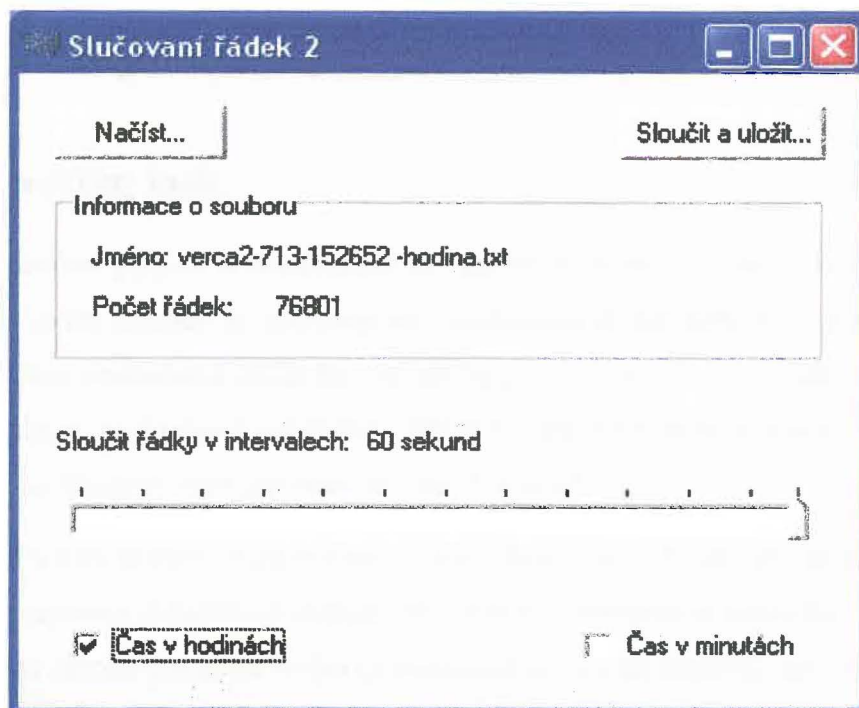 Slučovaní řádek 2
Načíst... Sloučit a uložit...
Informace o souboru
Jméno: verca2-713-152652 -hodina.txt
Počet řádek: 76801
Sloučit řádky v intervalech: 60 sekund
Čas v hodinách Čas v minutách